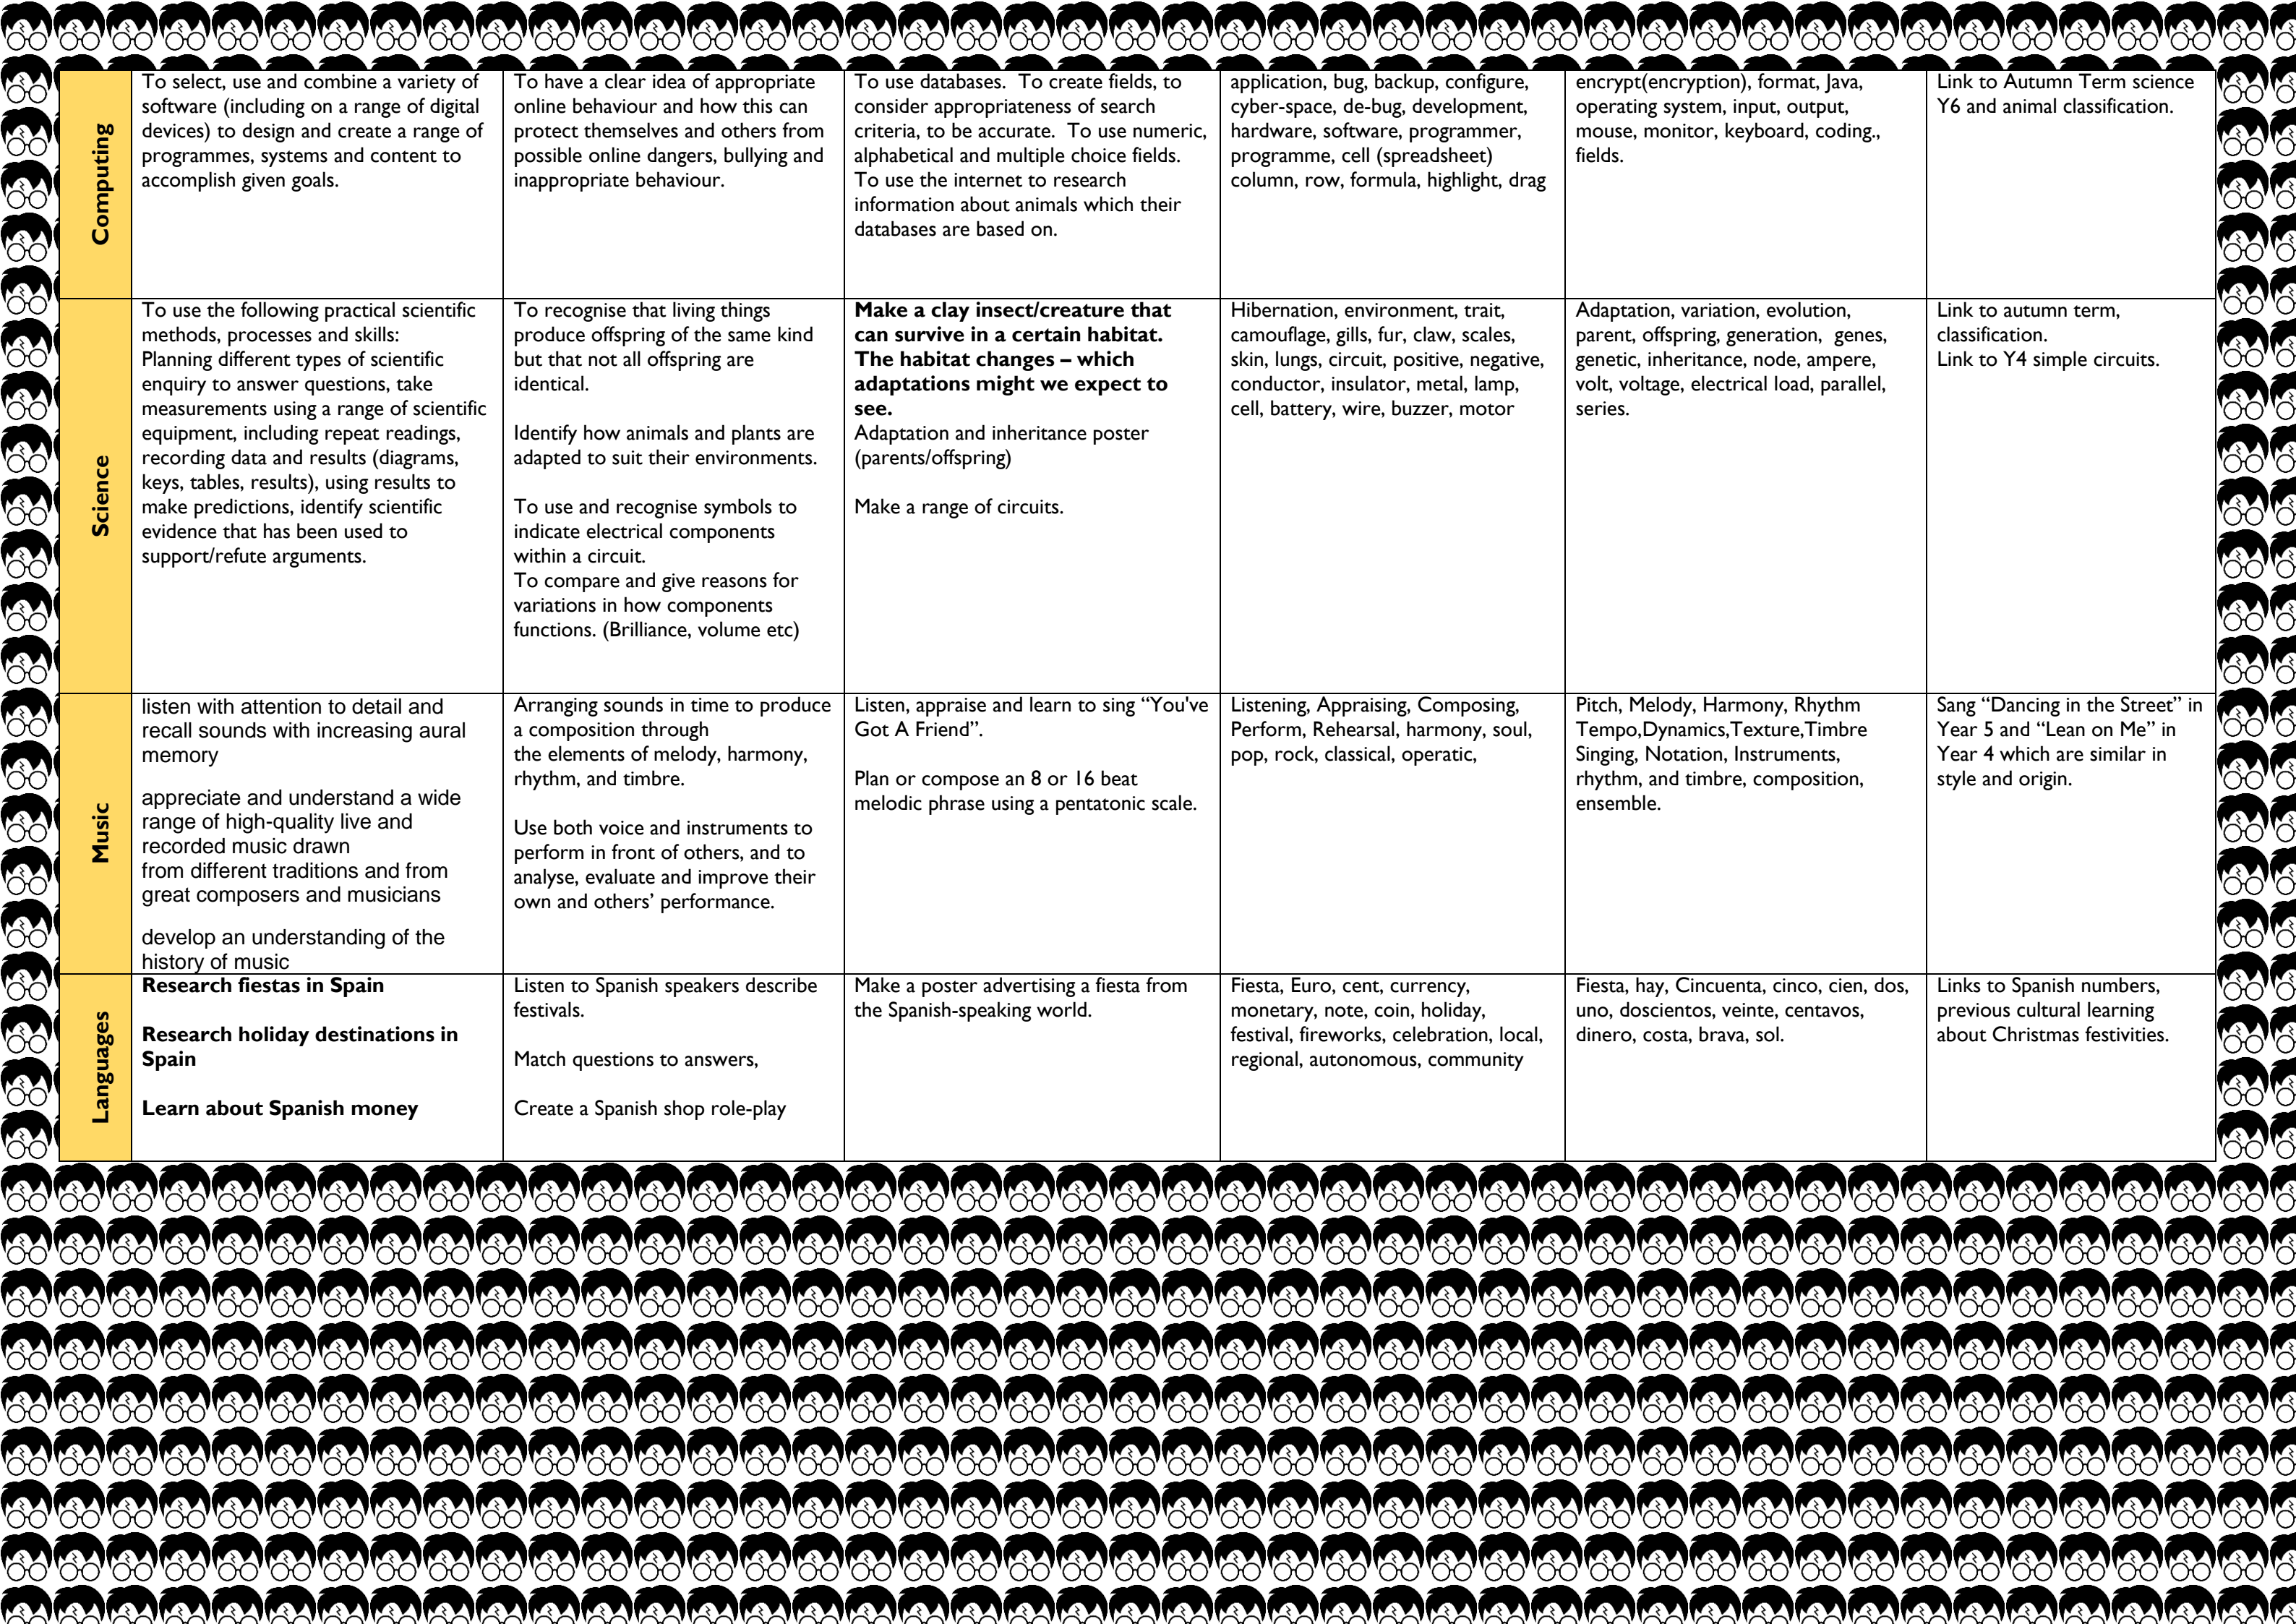 Computing
To select, use and combine a variety of
software (including on a range of digital
devices) to design and create a range of
programmes, systems and content to
accomplish given goals.
To have a clear idea of appropriate
online behaviour and how this can
protect themselves and others from
possible online dangers, bullying and
inappropriate behaviour.
To use databases.  To create fields, to
consider appropriateness of search
criteria, to be accurate.  To use numeric,
alphabetical and multiple choice fields.
To use the internet to research
information about animals which their
databases are based on.
application, bug, backup, configure,
cyber-space, de-bug, development,
hardware, software, programmer,
programme, cell (spreadsheet)
column, row, formula, highlight, drag
encrypt(encryption), format, Java,
operating system, input, output,
mouse, monitor, keyboard, coding.,
fields.
Link to Autumn Term science
Y6 and animal classification.
Science
To use the following practical scientific
methods, processes and skills:
Planning different types of scientific
enquiry to answer questions, take
measurements using a range of scientific
equipment, including repeat readings,
recording data and results (diagrams,
keys, tables, results), using results to
make predictions, identify scientific
evidence that has been used to
support/refute arguments.
To recognise that living things
produce offspring of the same kind
but that not all offspring are
identical.
Identify how animals and plants are
adapted to suit their environments.
To use and recognise symbols to
indicate electrical components
within a circuit.
To compare and give reasons for
variations in how components
functions. (Brilliance, volume etc)
Make a clay insect/creature that
can survive in a certain habitat.
The habitat changes – which
adaptations might we expect to
see.
Adaptation and inheritance poster
(parents/offspring)
Make a range of circuits.
Hibernation, environment, trait,
camouflage, gills, fur, claw, scales,
skin, lungs, circuit, positive, negative,
conductor, insulator, metal, lamp,
cell, battery, wire, buzzer, motor
Adaptation, variation, evolution,
parent, offspring, generation,  genes,
genetic, inheritance, node, ampere,
volt, voltage, electrical load, parallel,
series.
Link to autumn term,
classification.
Link to Y4 simple circuits.
Music
listen with attention to detail and
recall sounds with increasing aural
memory
appreciate and understand a wide
range of high-quality live and
recorded music drawn
from different traditions and from
great composers and musicians
develop an understanding of the
history of music
Arranging sounds in time to produce
a composition through
the elements of melody, harmony,
rhythm, and timbre.
Use both voice and instruments to
perform in front of others, and to
analyse, evaluate and improve their
own and others’ performance.
Listen, appraise and learn to sing “You've
Got A Friend”.
Plan or compose an 8 or 16 beat
melodic phrase using a pentatonic scale.
Listening, Appraising, Composing,
Perform, Rehearsal, harmony, soul,
pop, rock, classical, operatic,
Pitch, Melody, Harmony, Rhythm
Tempo,Dynamics,Texture,Timbre
Singing, Notation, Instruments,
rhythm, and timbre, composition,
ensemble.
Sang “Dancing in the Street” in
Year 5 and “Lean on Me” in
Year 4 which are similar in
style and origin.
Languages
Research fiestas in Spain
Research holiday destinations in
Spain
Learn about Spanish money
Listen to Spanish speakers describe
festivals.
Match questions to answers,
Create a Spanish shop role-play
Make a poster advertising a fiesta from
the Spanish-speaking world.
Fiesta, Euro, cent, currency,
monetary, note, coin, holiday,
festival, fireworks, celebration, local,
regional, autonomous, community
Fiesta, hay, Cincuenta, cinco, cien, dos,
uno, doscientos, veinte, centavos,
dinero, costa, brava, sol.
Links to Spanish numbers,
previous cultural learning
about Christmas festivities.